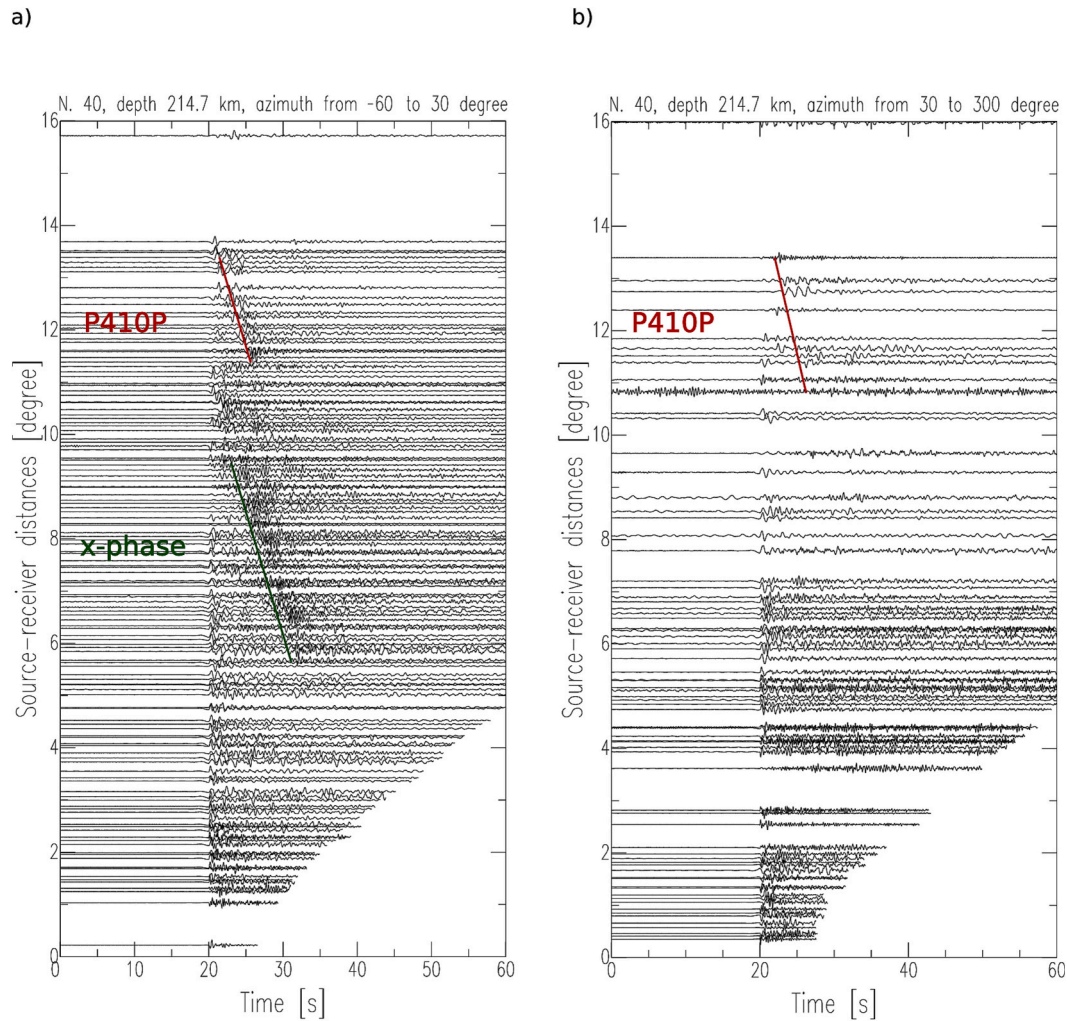 a)
b)
N. 40, depth 214.7 km, azimuth from -60 to 30 degree
16
14
12
10
8
6
4
2
0
P410P
x-phase
Source-receiver distances [degree]
0
10
20
30
40
50
60
Time [s]
N. 40, depth 214.7 km, azimuth from 30 to 300 degree
16
14
12
10
8
6
4
2
0
P410P
Source-receiver distances [degree]
0
20
40
60
Time [s]